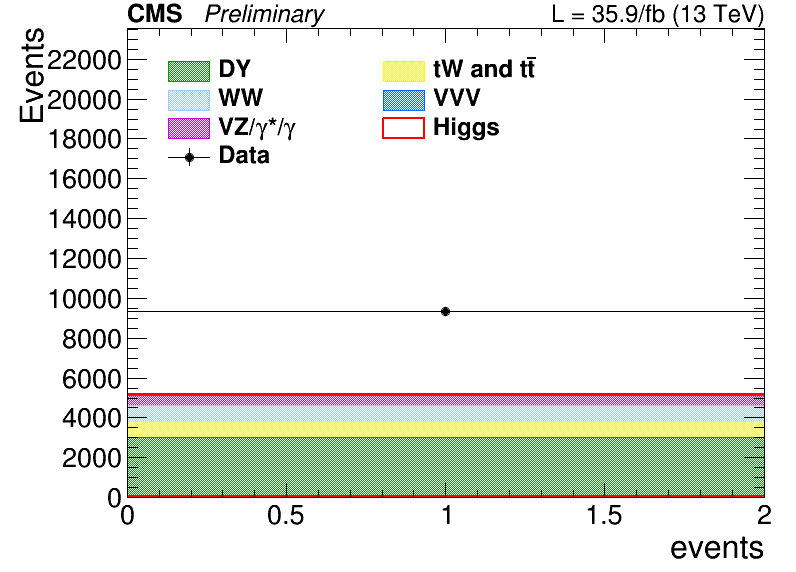 CMS Preliminary L = 35.9/fb (13 TeV)
Events
22000
20000
18000
16000
14000
12000
10000
8000
6000
4000
2000
0
DY tW and tt̄
WW VVV
VZ/γ*/γ Higgs
Data
0 0.5 1 1.5 2
events